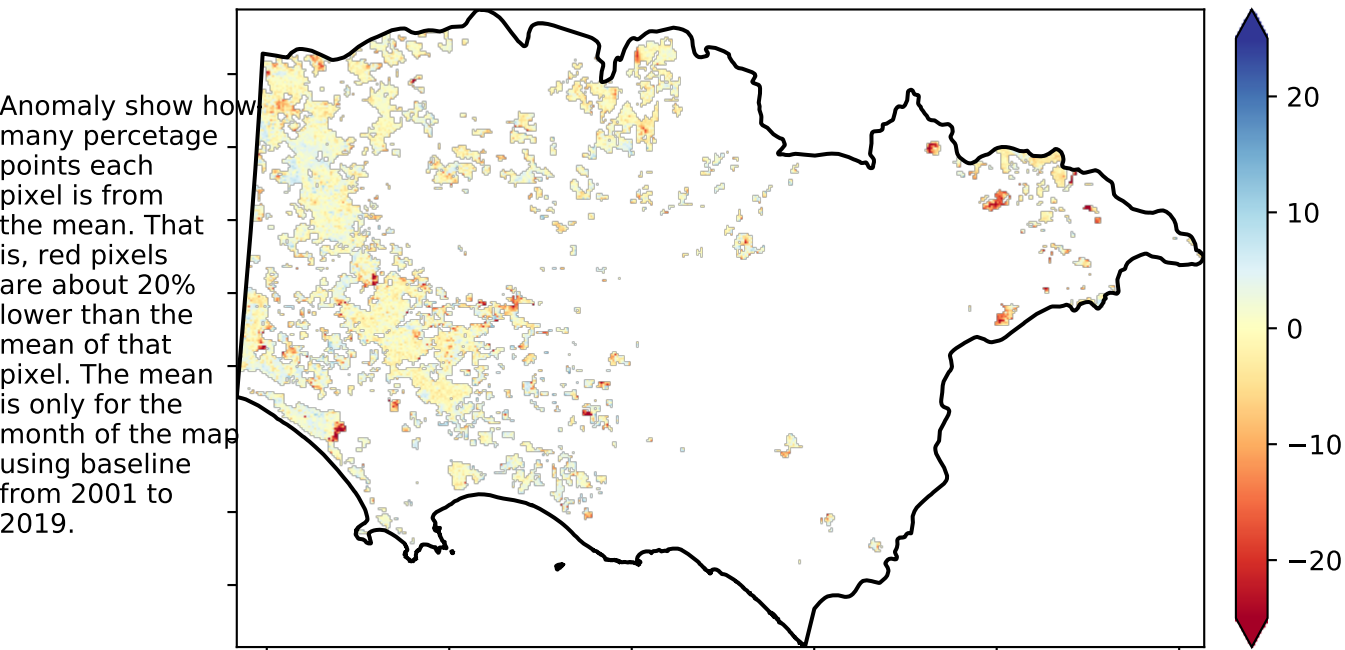 Anomaly show how
many percetage
points each
pixel is from
the mean. That
is, red pixels
are about 20%
lower than the
mean of that
pixel. The mean
is only for the
month of the map
using baseline
from 2001 to
2019.
20
10
0
−10
−20